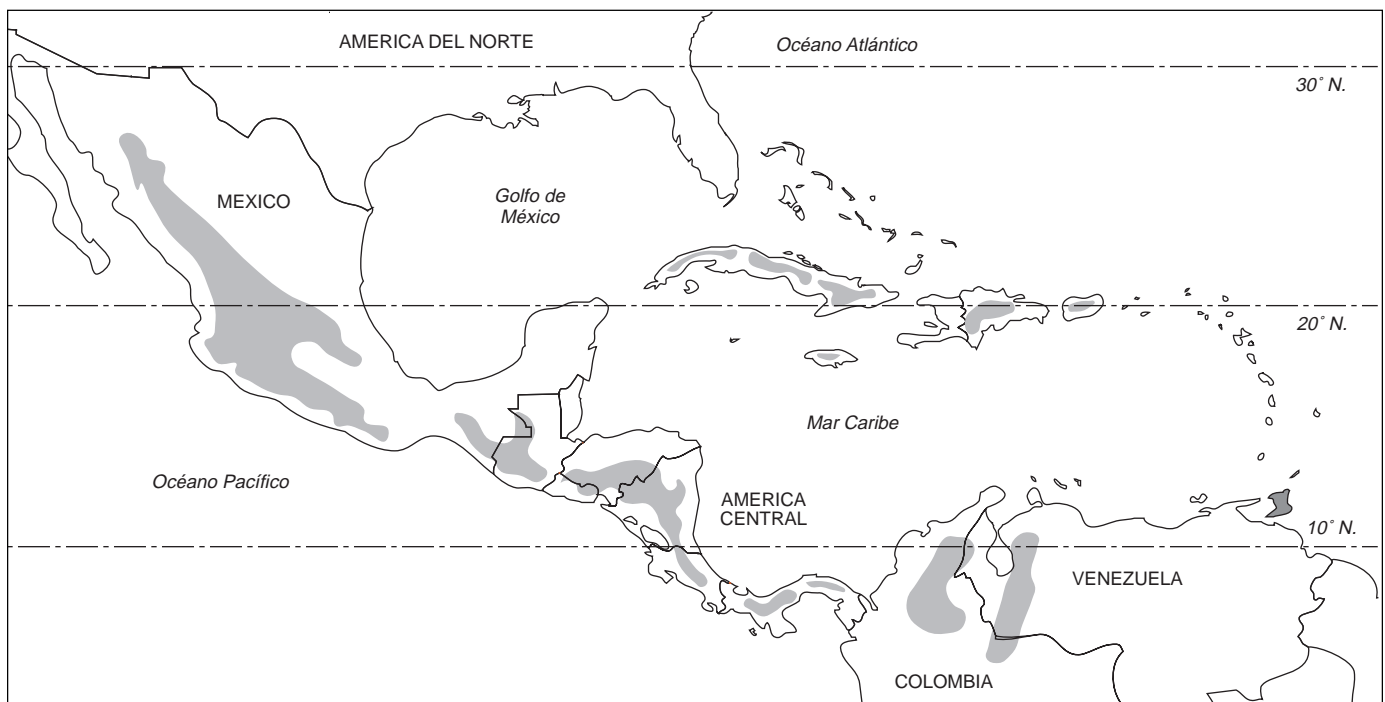 AMERICA DEL NORTE
Océano Atlántico
30° N.
MEXICO
Golfo de
México
20° N.
Mar Caribe
Océano Pacífico
AMERICA
CENTRAL
10° N.
VENEZUELA
COLOMBIA